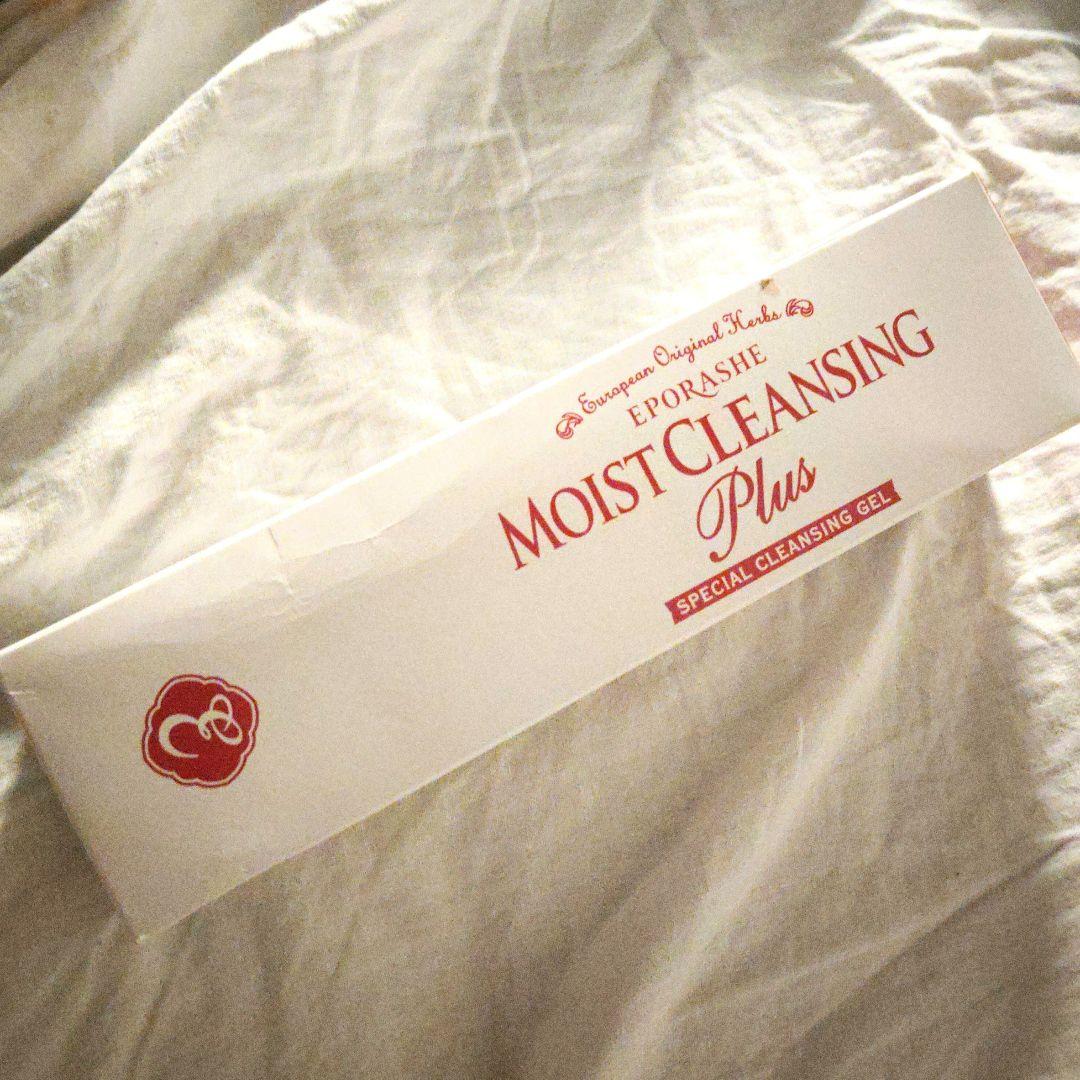 European Original Herbs
EPORASHE
MOIST CLEANSING
Plus
SPECIAL CLEANSING GEL